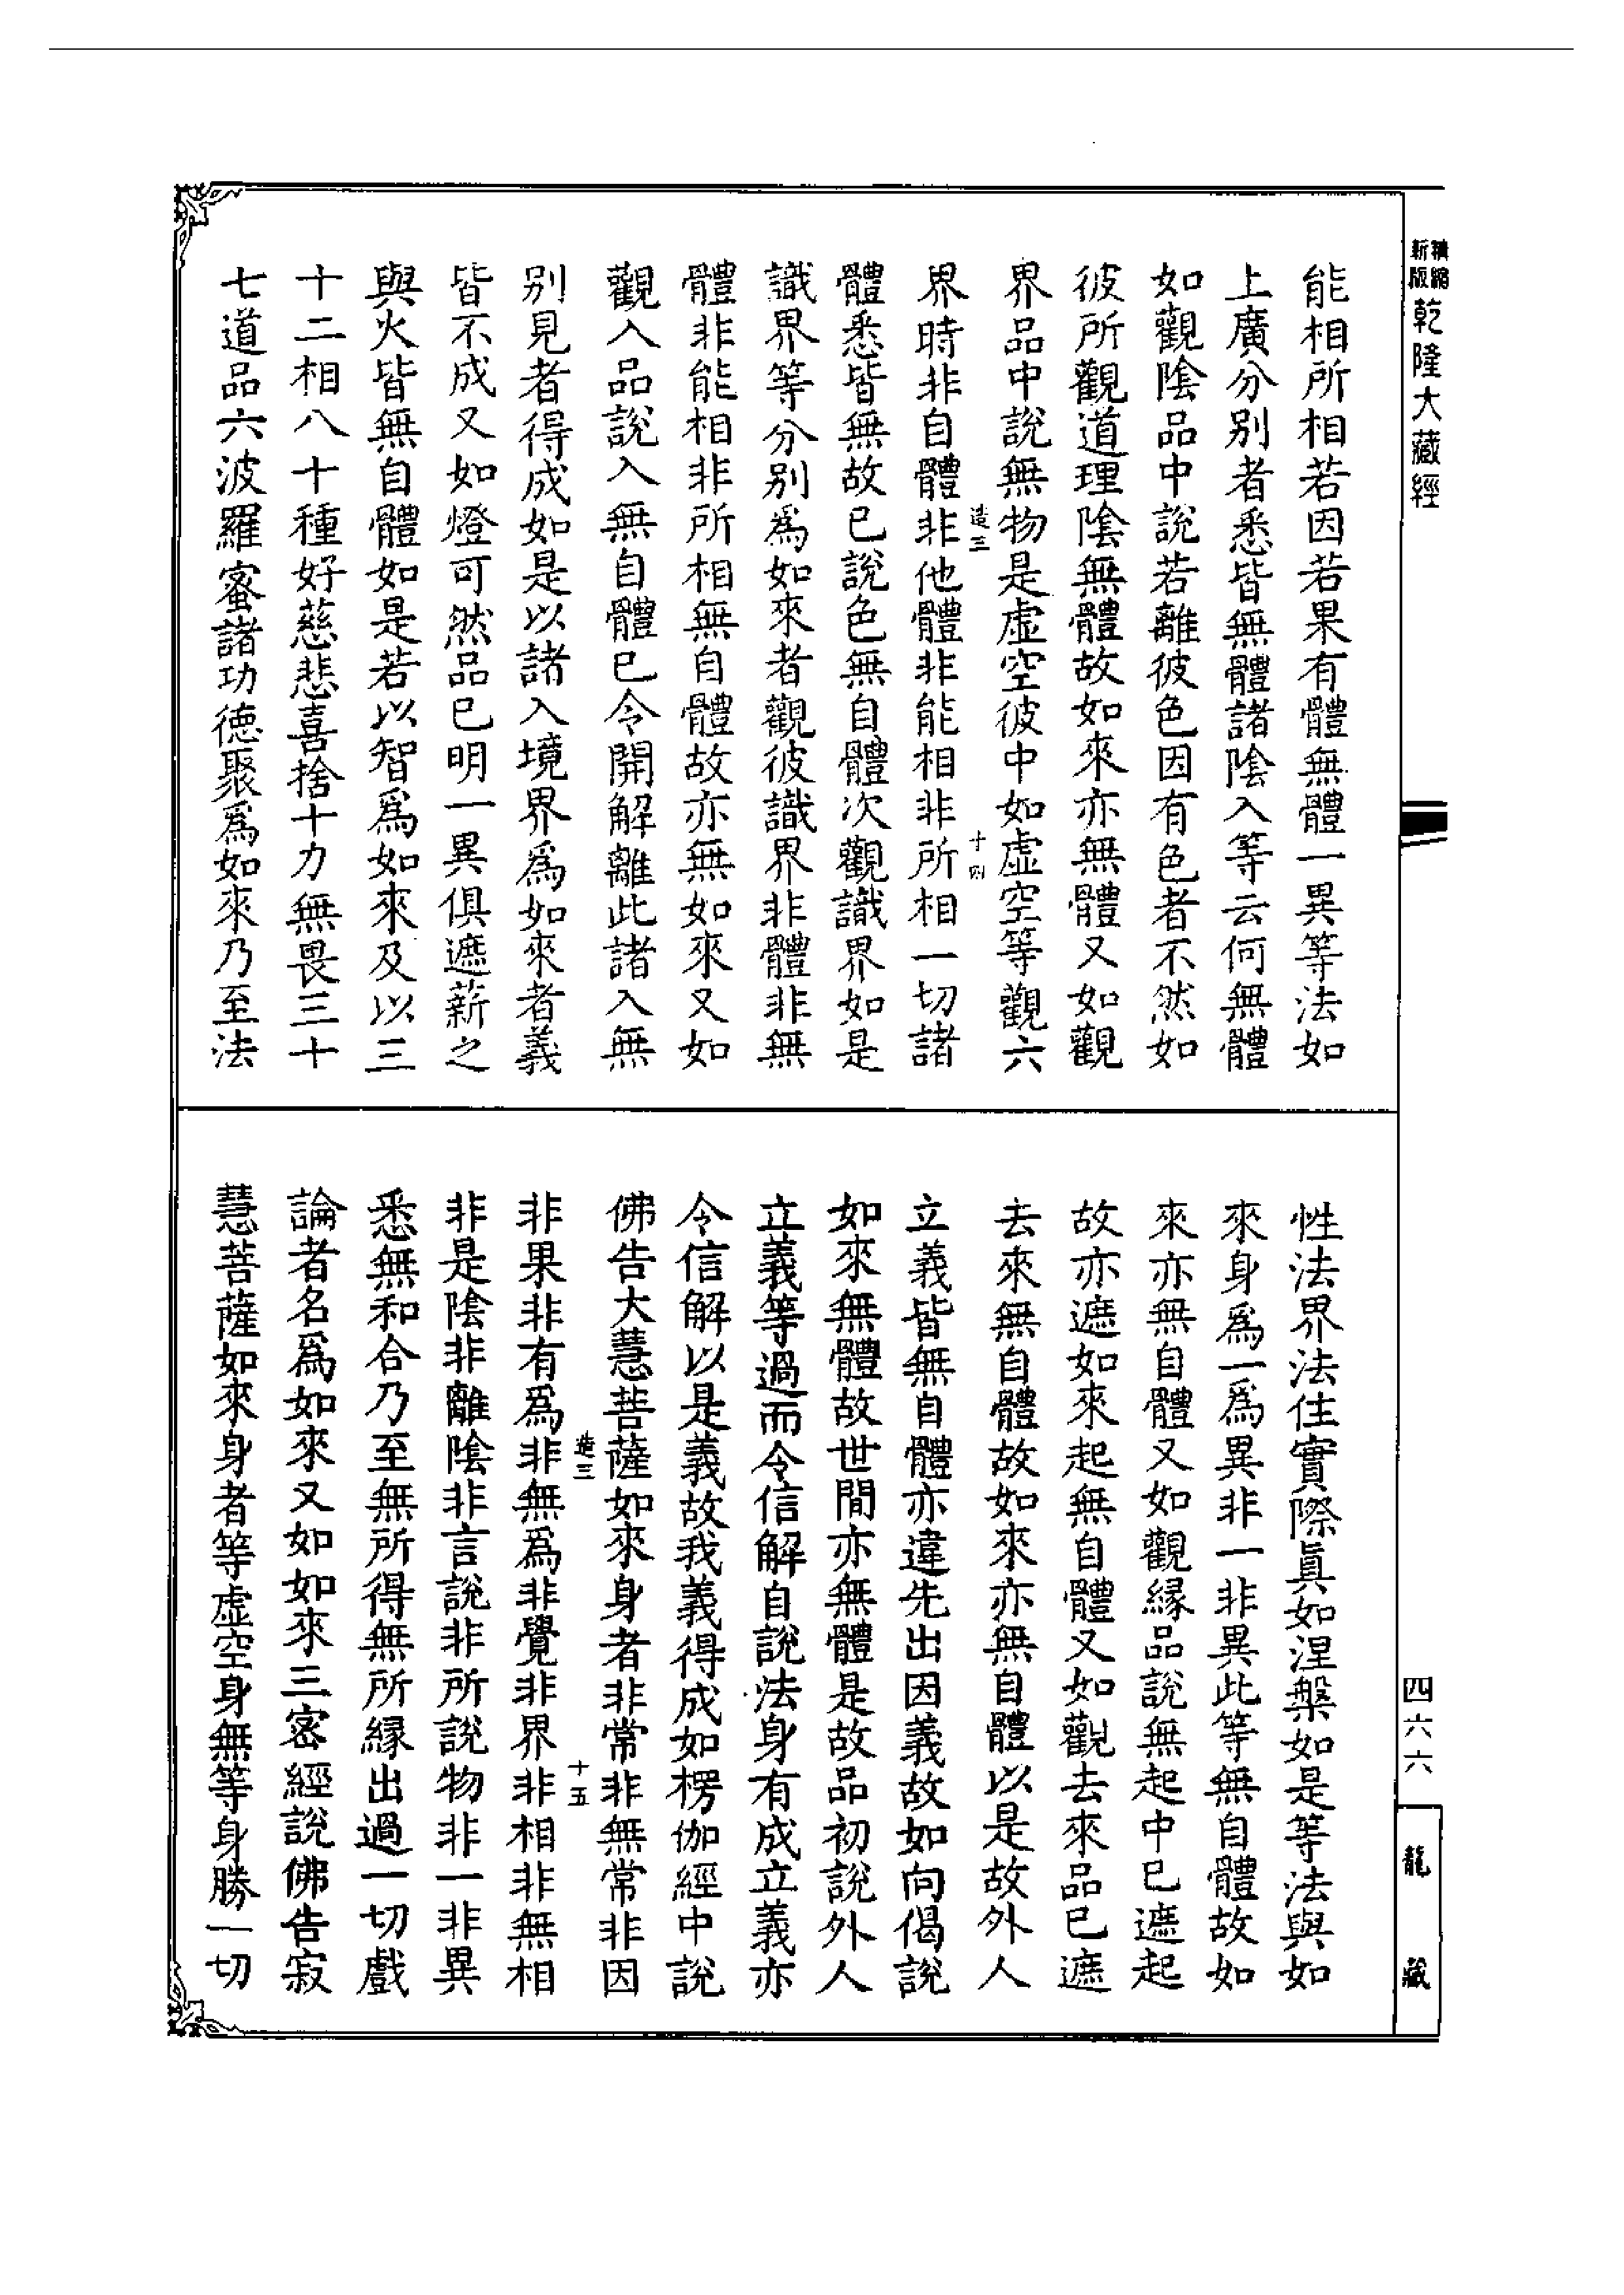 精縮新版乾隆大藏經
能相所相若因若果有體無體一異等法如
上廣分别者悉皆無體諸陰入等云何無體
如觀陰品中說若離彼色因有色者不然如
彼所觀道理陰無體故如來亦無體又如觀
界品中說無物是虛空彼中如虛空等觀六
造三
十四
界時非自體非他體非能相非所相一切諸
體悉皆無故已說色無自體次觀識界如是
識界等分别爲如來者觀彼識界非體非無
體非能相非所相無自體故亦無如來又如
觀入品說入無自體已令開解離此諸入無
别見者得成如是以諸入境界爲如來者義
皆不成又如燈可然品已明一異俱遮薪之
與火皆無自體如是若以智爲如來及以三
十二相八十種好慈悲喜捨十力無畏三十
七道品六波羅蜜諸功德聚爲如來乃至法
性法界法住實際眞如涅槃如是等法與如
來身爲一爲異非一非異此等無自體故如
來亦無自體又如觀緣品說無起中已遮起
故亦遮如來起無自體又如觀去來品已遮
去來無自體故如來亦無自體以是故外人
立義皆無自體亦違先出因義故如向偈說
如來無體故世間亦無體是故品初說外人
立義等過而令信解自說法身有成立義亦
令信解以是義故我義得成如楞伽經中說
佛告大慧菩薩如來身者非常非無常非因
造三
十五
非果非有爲非無爲非覺非界非相非無相
非是陰非離陰非言說非所說物非一非異
悉無和合乃至無所得無所緣出過一切戲
論者名爲如來又如如來三密經說佛告寂
慧菩薩如來身者等虛空身無等身勝一切
四六六
龍藏